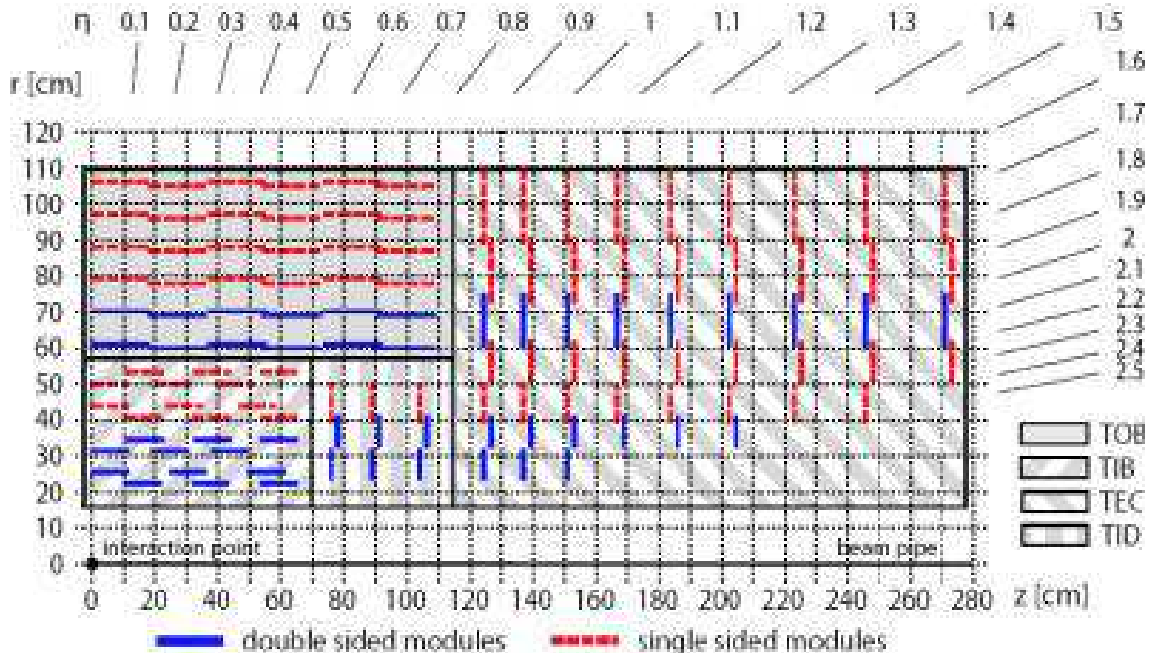 η 0.1 0.2 0.3 0.4 0.5 0.6 0.7 0.8 0.9 1 1.1 1.2 1.3 1.4 1.5
1.6
r [cm]
1.7
120
110
1.8
100
1.9
90
2
80
2.1
70
2.2
60
2.3
2.4
50
2.5
40
TOB
30
TIB
20
TEC
10
TID
interaction point beam pipe
0
0 20 40 60 80 100 120 140 160 180 200 220 240 260 280 z [cm]
double sided modules single sided modules